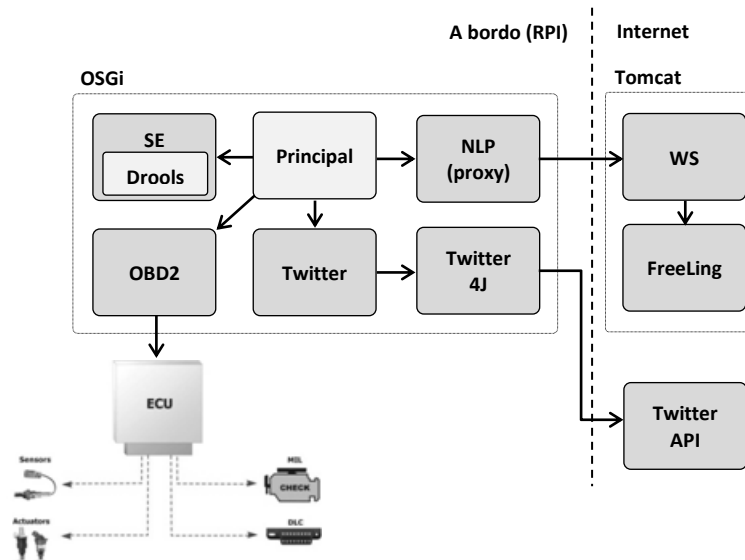 A bordo (RPI)
Internet
OSGi
Tomcat
SE
Drools
Principal
NLP
(proxy)
WS
OBD2
Twitter
Twitter
4J
FreeLing
ECU
Twitter
API
Sensors
MIL
CHECK
Actuators
DLC